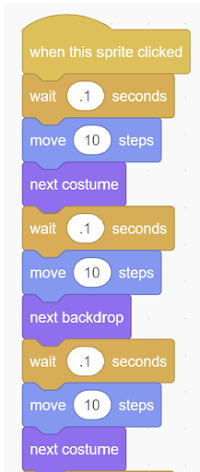 when this sprite clicked
wait .1 seconds
move 10 steps
next costume
wait .1 seconds
move 10 steps
next backdrop
wait .1 seconds
move 10 steps
next costume